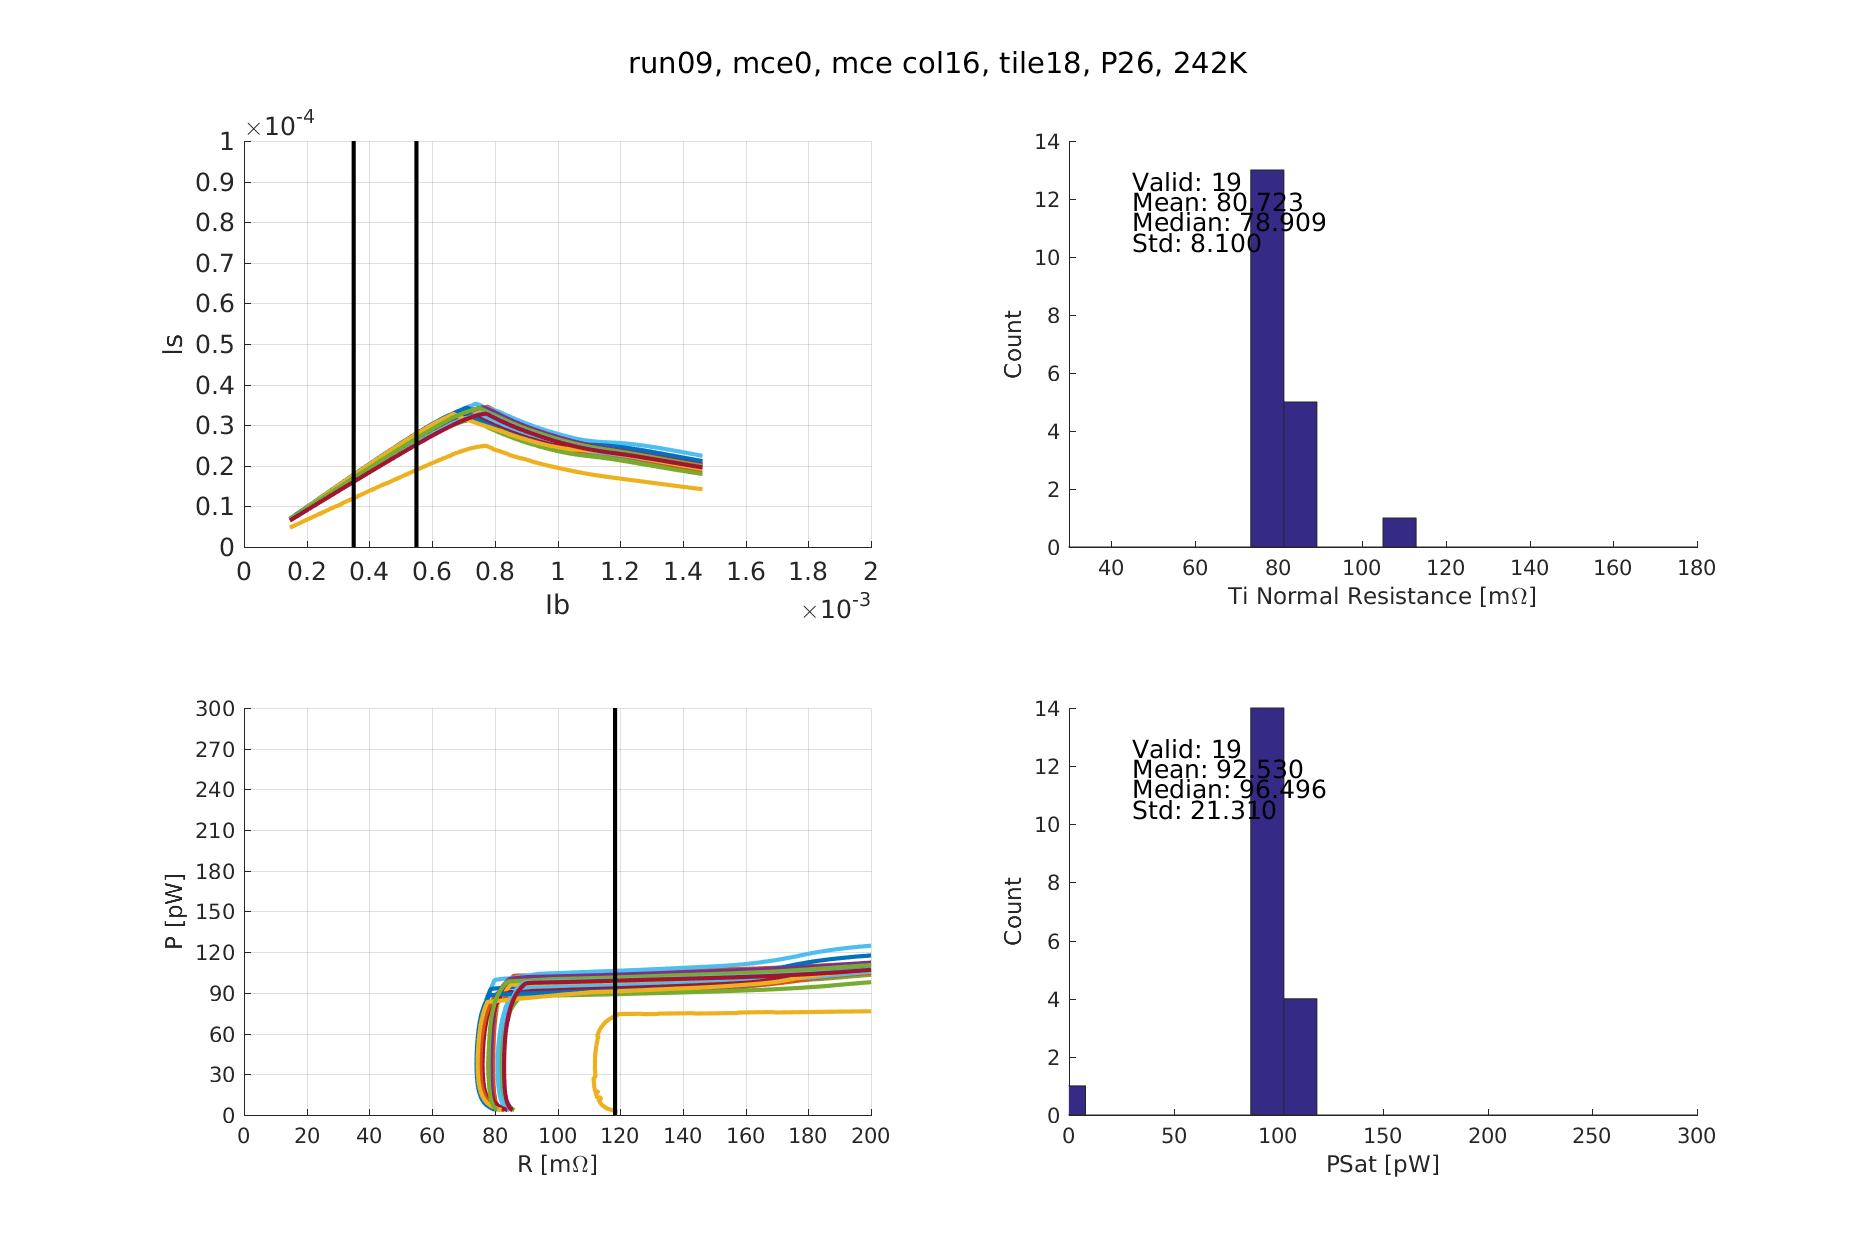 run09, mce0, mce col16, tile18, P26, 242K
×10-4
1
0.9
0.8
0.7
0.6
0.5
0.4
0.3
0.2
0.1
0
Is
0 0.2 0.4 0.6 0.8 1 1.2 1.4 1.6 1.8 2
Ib
×10-3
14
12
10
8
6
4
2
0
Count
Valid: 19
Mean: 80.723
Median: 78.909
Std: 8.100
40 60 80 100 120 140 160 180
Ti Normal Resistance [mΩ]
300
270
240
210
180
150
120
90
60
30
0
P [pW]
0 20 40 60 80 100 120 140 160 180 200
R [mΩ]
14
12
10
8
6
4
2
0
Count
Valid: 19
Mean: 92.530
Median: 96.496
Std: 21.310
0 50 100 150 200 250 300
PSat [pW]